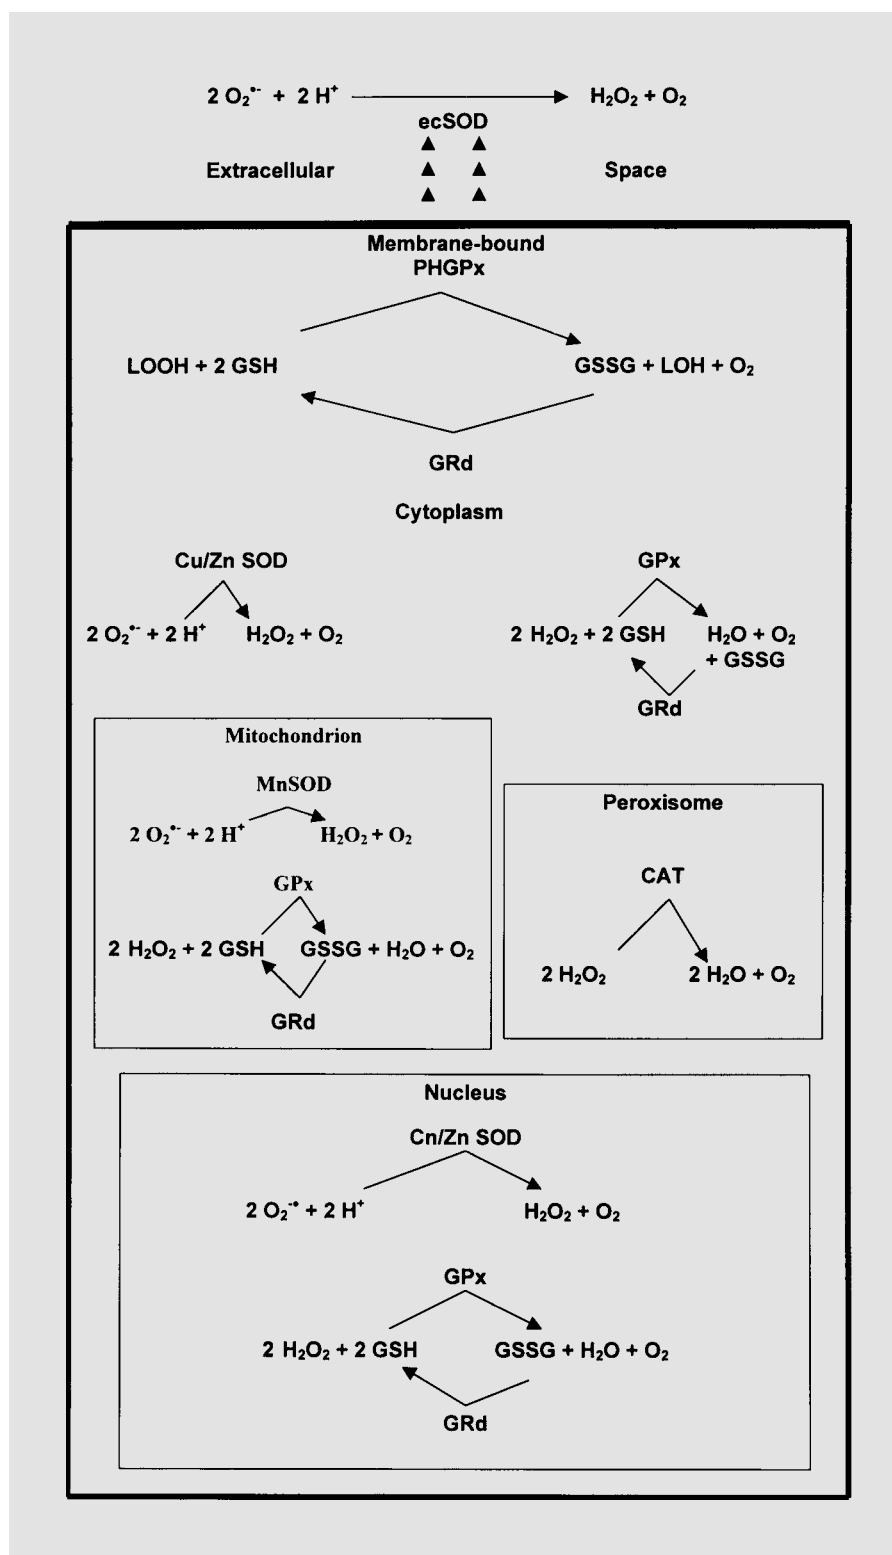 2 O₂•⁻ + 2 H⁺ H₂O₂ + O₂
ecSOD
Extracellular Space
Membrane-bound
PHGPx
LOOH + 2 GSH GSSG + LOH + O₂
GRd
Cytoplasm
Cu/Zn SOD GPx
2 O₂•⁻ + 2 H⁺ H₂O₂ + O₂ 2 H₂O₂ + 2 GSH H₂O + O₂
+ GSSG
GRd
Mitochondrion
MnSOD
2 O₂•⁻ + 2 H⁺ H₂O₂ + O₂
GPx
2 H₂O₂ + 2 GSH GSSG + H₂O + O₂
GRd
Peroxisome
CAT
2 H₂O₂ 2 H₂O + O₂
Nucleus
Cn/Zn SOD
2 O₂⁻• + 2 H⁺ H₂O₂ + O₂
GPx
2 H₂O₂ + 2 GSH GSSG + H₂O + O₂
GRd